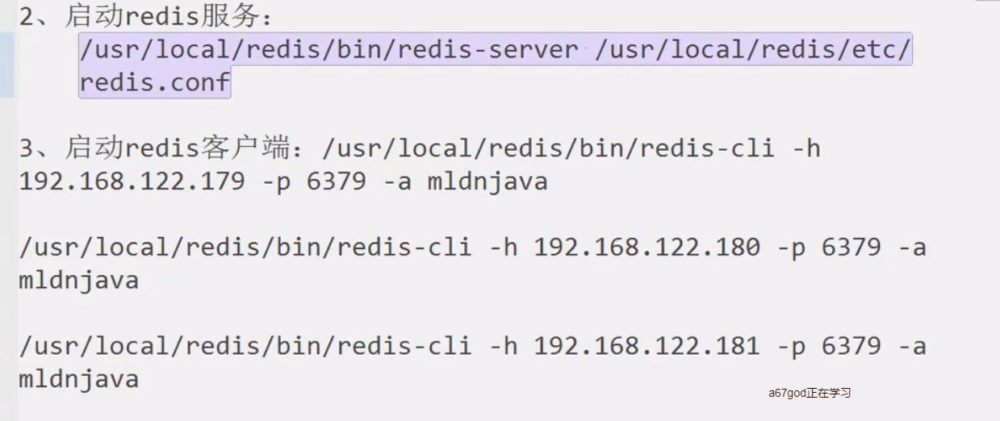 2、启动redis服务：
/usr/local/redis/bin/redis-server /usr/local/redis/etc/
redis.conf
3、启动redis客户端：/usr/local/redis/bin/redis-cli -h
192.168.122.179 -p 6379 -a mldnjava
/usr/local/redis/bin/redis-cli -h 192.168.122.180 -p 6379 -a
mldnjava
/usr/local/redis/bin/redis-cli -h 192.168.122.181 -p 6379 -a
mldnjava
a67god正在学习